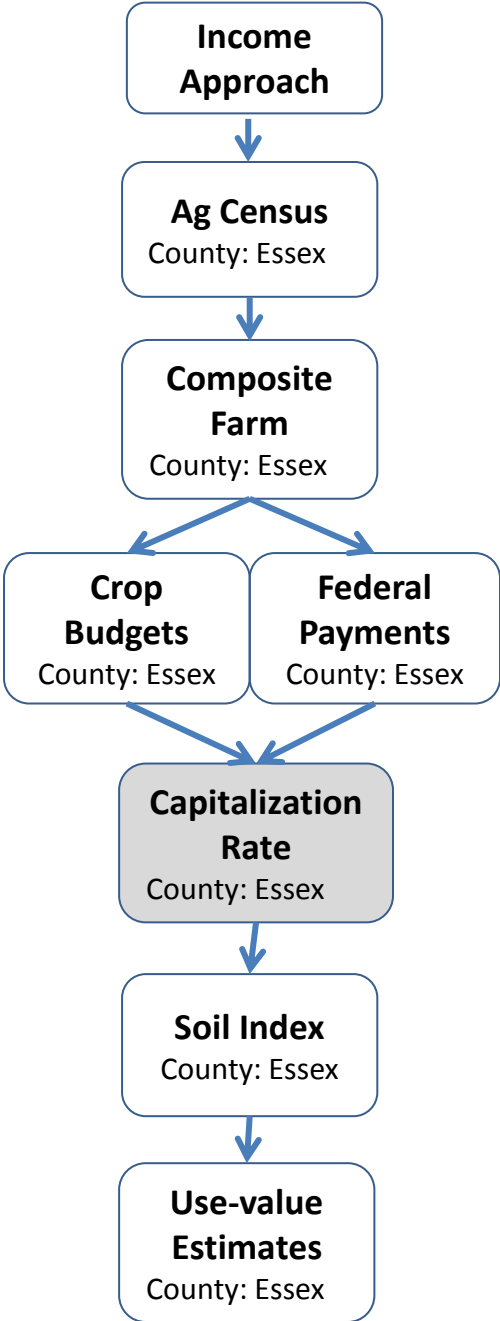 Income
Approach
Ag Census
County: Essex
Composite
Farm
County: Essex
Crop
Budgets
County: Essex
Federal
Payments
County: Essex
Capitalization
Rate
County: Essex
Soil Index
County: Essex
Use-value
Estimates
County: Essex